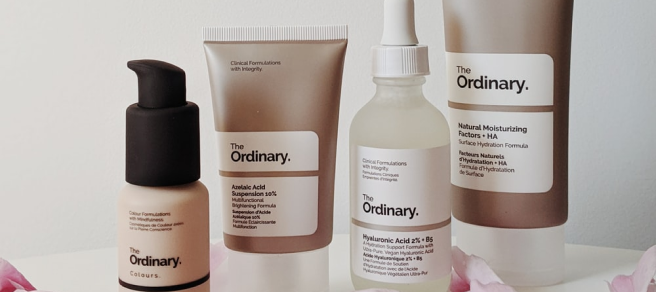 Colour Formulations
with Mindfulness
The
Ordinary.
Colours.
Clinical Formulations
with Integrity
The
Ordinary.
Azelaic Acid
Suspension 10%
Multifunctional
Brightening Formula
Suspension d'Acide
Azélaïque 10%
Formule Éclaircissante
Multifonction
Clinical Formulations
with Integrity
The
Ordinary.
Hyaluronic Acid 2% + B5
A Hydration Support Formula with
Ultra-Pure, Vegan Hyaluronic Acid
Acide Hyaluronique 2% + B5
Une Formule de Soutien
d'Hydratation avec de l'Acide
Hyaluronique Végétalien Ultra-Pur
The
Ordinary.
Natural Moisturizing
Factors + HA
Surface Hydration Formula
Facteurs Naturels
d'Hydratation + HA
Formule d'Hydratation
de Surface